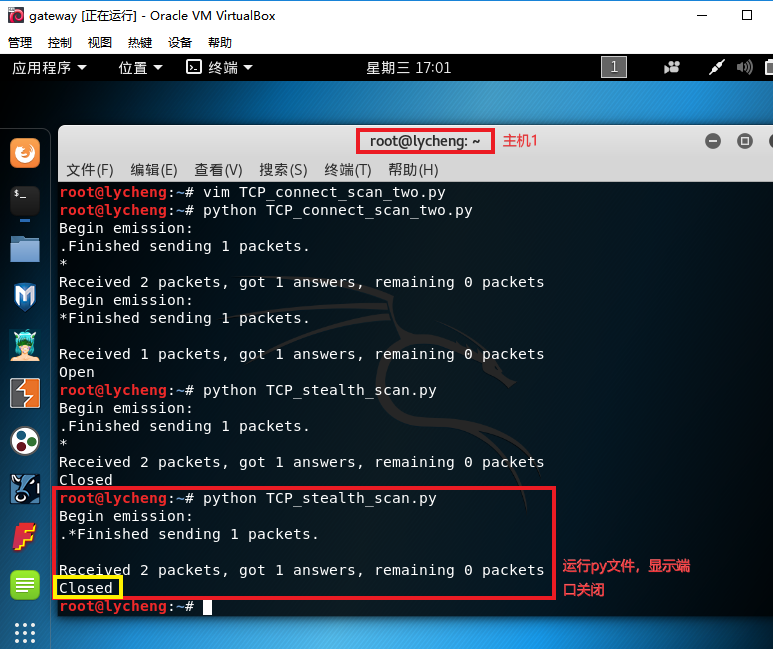 gateway [正在运行] - Oracle VM VirtualBox
管理 控制 视图 热键 设备 帮助
应用程序 位置 终端 星期三 17:01 1
root@lycheng: ~ 主机1
文件(F) 编辑(E) 查看(V) 搜索(S) 终端(T) 帮助(H)
root@lycheng:~# vim TCP_connect_scan_two.py
root@lycheng:~# python TCP_connect_scan_two.py
Begin emission:
.Finished sending 1 packets.
*
Received 2 packets, got 1 answers, remaining 0 packets
Begin emission:
*Finished sending 1 packets.
Received 1 packets, got 1 answers, remaining 0 packets
Open
root@lycheng:~# python TCP_stealth_scan.py
Begin emission:
.Finished sending 1 packets.
*
Received 2 packets, got 1 answers, remaining 0 packets
Closed
root@lycheng:~# python TCP_stealth_scan.py
Begin emission:
.*Finished sending 1 packets.
Received 2 packets, got 1 answers, remaining 0 packets
Closed
root@lycheng:~#
运行py文件，显示端
口关闭